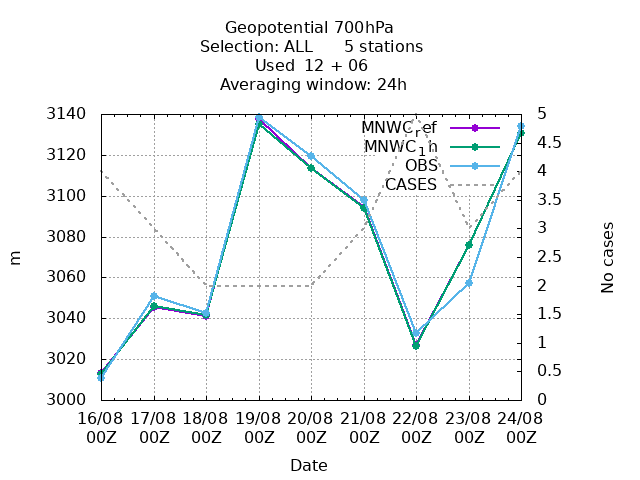 Geopotential 700hPa
Selection: ALL 5 stations
Used 12 + 06
Averaging window: 24h
MNWC_ref
MNWC_1h
OBS
CASES
3140
3120
3100
3080
3060
3040
3020
3000
m
5
4.5
4
3.5
3
2.5
2
1.5
1
0.5
0
No cases
16/08 17/08 18/08 19/08 20/08 21/08 22/08 23/08 24/08
00Z 00Z 00Z 00Z 00Z 00Z 00Z 00Z 00Z
Date